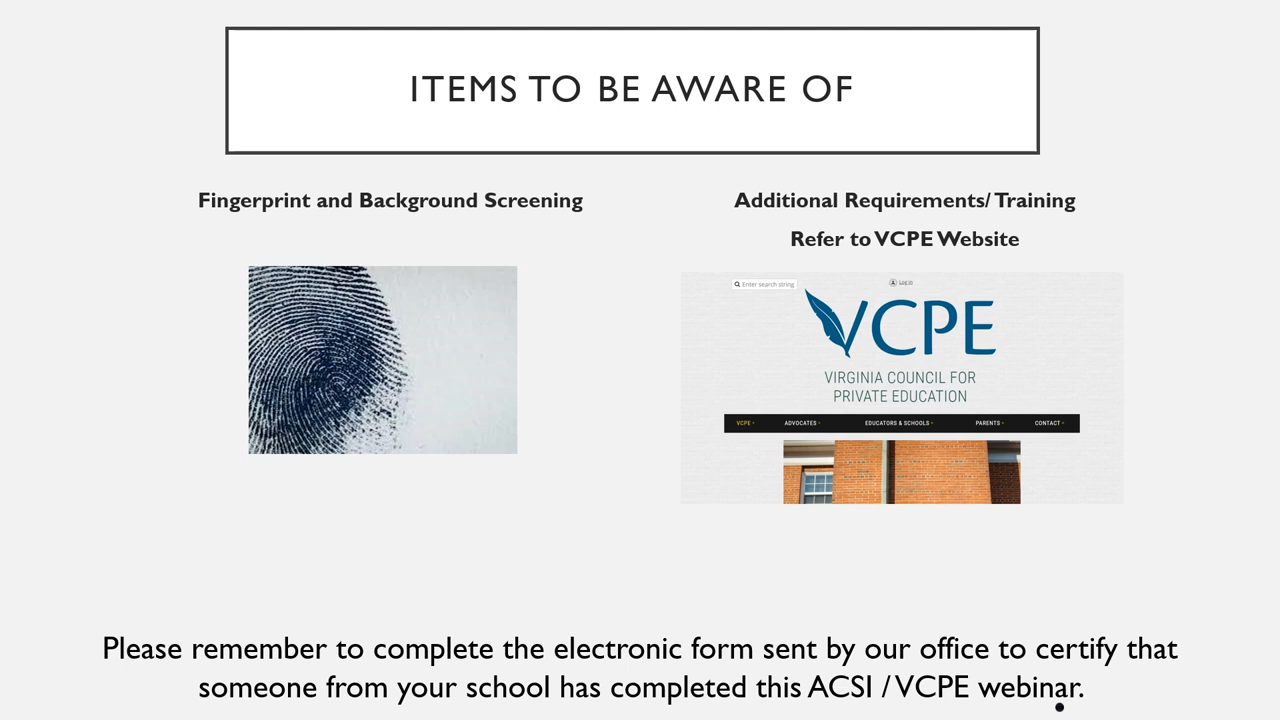 ITEMS TO BE AWARE OF
Fingerprint and Background Screening
Additional Requirements/ Training
Refer to VCPE Website
Enter search string
Log in
VCPE
VIRGINIA COUNCIL FOR
PRIVATE EDUCATION
VCPE ADVOCATES EDUCATORS & SCHOOLS PARENTS CONTACT
Please remember to complete the electronic form sent by our office to certify that
someone from your school has completed this ACSI / VCPE webinar.